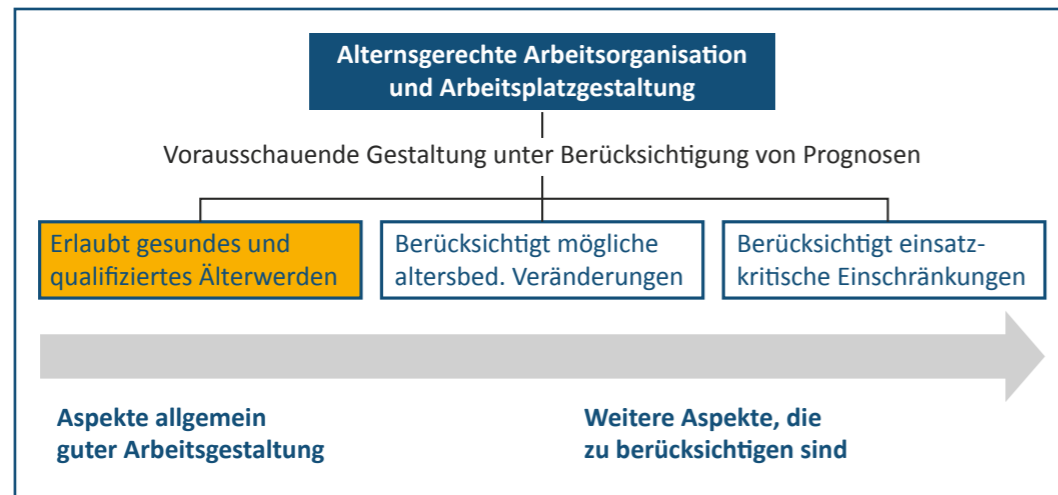 Alternsgerechte Arbeitsorganisation
und Arbeitsplatzgestaltung
Vorausschauende Gestaltung unter Berücksichtigung von Prognosen
Erlaubt gesundes und
qualifiziertes Älterwerden
Berücksichtigt mögliche
altersbed. Veränderungen
Berücksichtigt einsatz-
kritische Einschränkungen
Aspekte allgemein
guter Arbeitsgestaltung
Weitere Aspekte, die
zu berücksichtigen sind